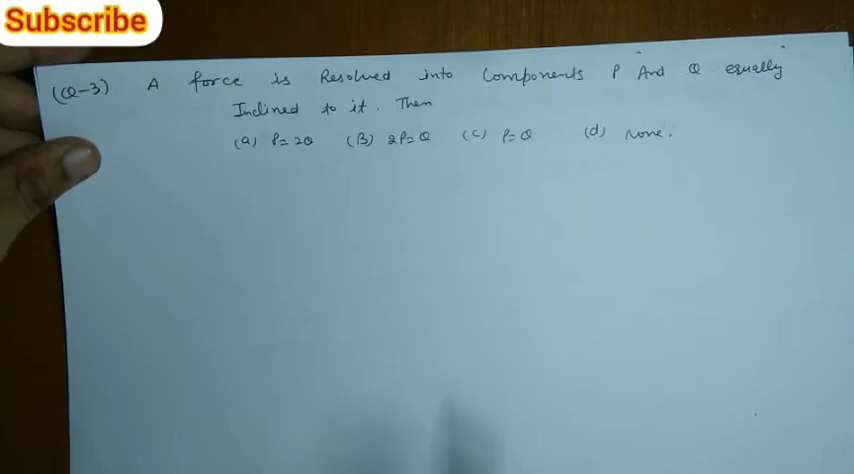 Subscribe
(Q-3) A force is Resolved into Components P And Q equally
Inclined to it. Then
(a) P=2Q (B) 2P=Q (C) P=Q (d) None.